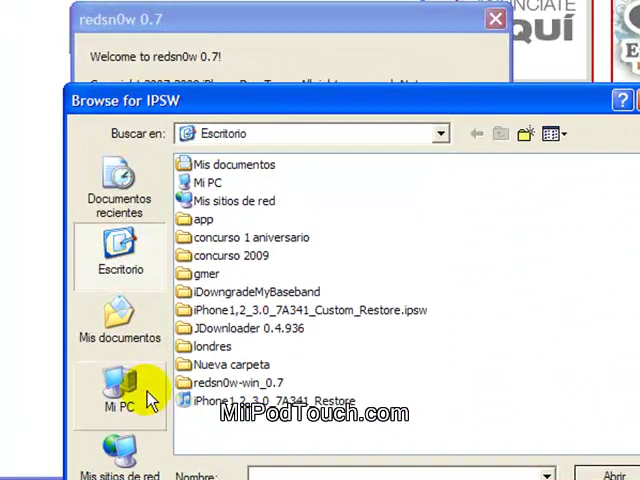 redsn0w 0.7
Welcome to redsn0w 0.7!
AQUÍ
Browse for IPSW
Buscar en:
Escritorio
Documentos
recientes
Escritorio
Mis documentos
Mi PC
Mis sitios de red
Mis documentos
Mi PC
Mis sitios de red
app
concurso 1 aniversario
concurso 2009
gmer
iDowngradeMyBaseband
iPhone1,2_3.0_7A341_Custom_Restore.ipsw
JDownloader 0.4.936
londres
Nueva carpeta
redsn0w-win_0.7
iPhone1,2_3.0_7A341_Restore
MiiPodTouch.com
Nombre:
Abrir